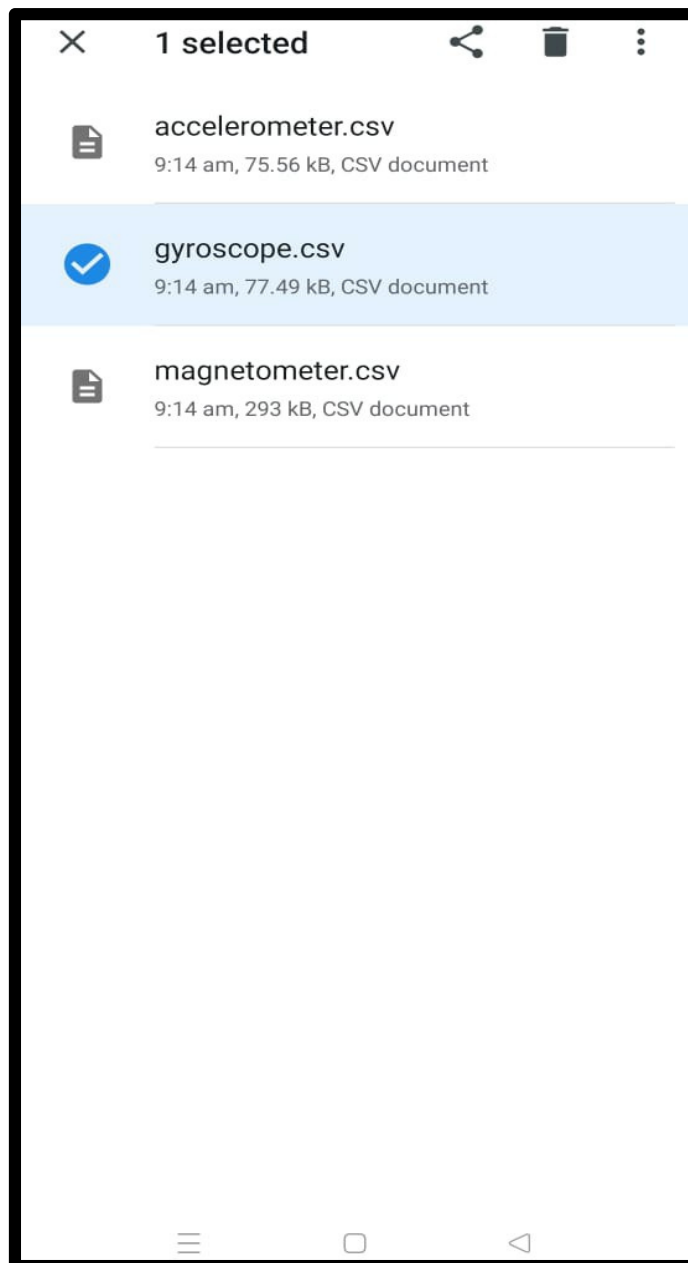 1 selected
accelerometer.csv
9:14 am, 75.56 kB, CSV document
gyroscope.csv
9:14 am, 77.49 kB, CSV document
magnetometer.csv
9:14 am, 293 kB, CSV document